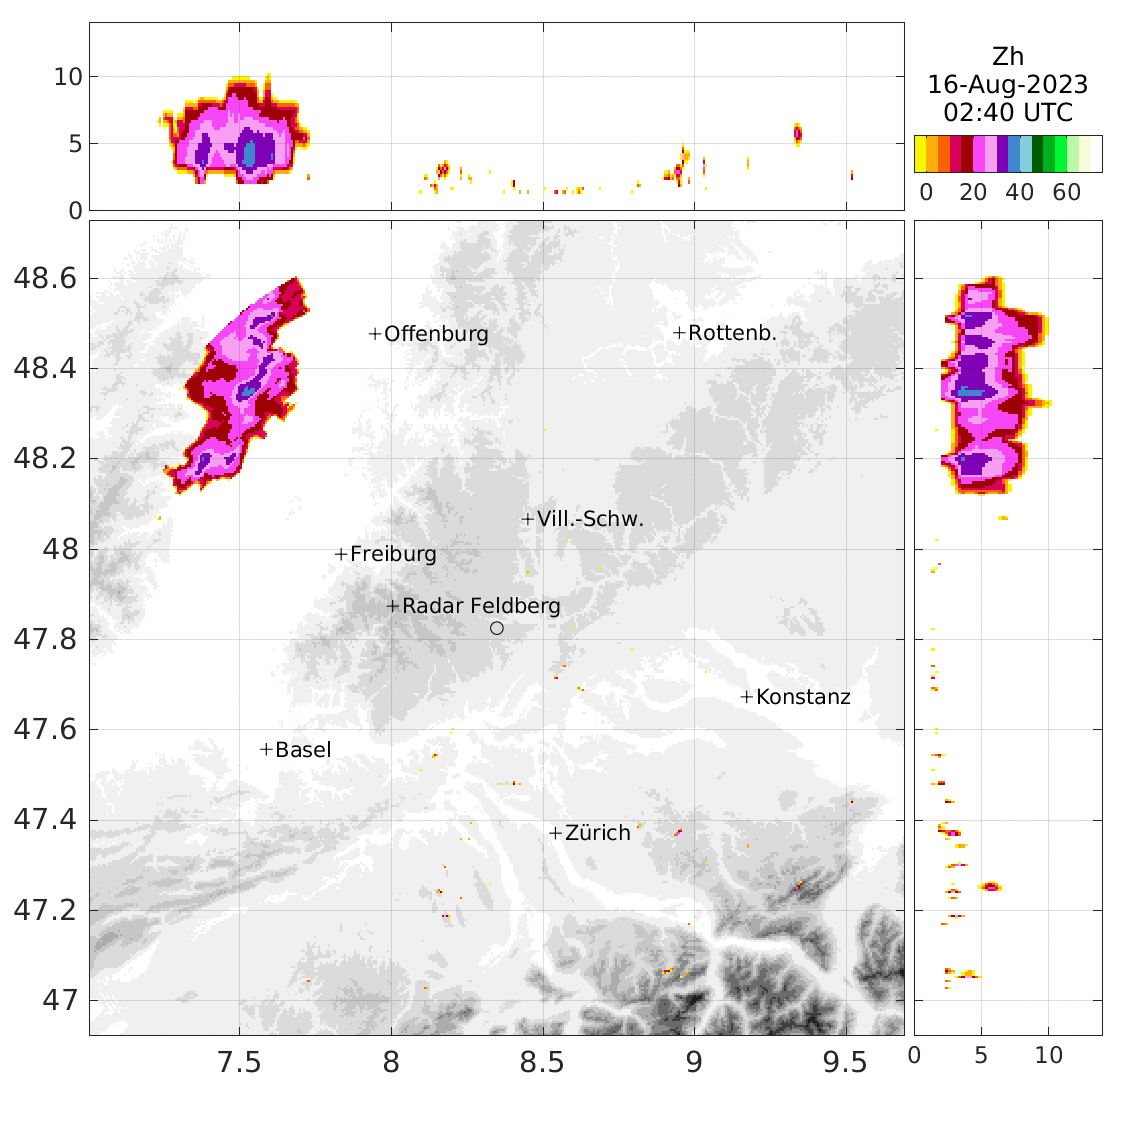 10
5
0
Zh
16-Aug-2023
02:40 UTC
0 20 40 60
48.6
48.4
48.2
48
47.8
47.6
47.4
47.2
47
+Offenburg
+Rottenb.
+Vill.-Schw.
+Freiburg
+Radar Feldberg
+Konstanz
+Basel
+Zürich
7.5 8 8.5 9 9.5
0 5 10